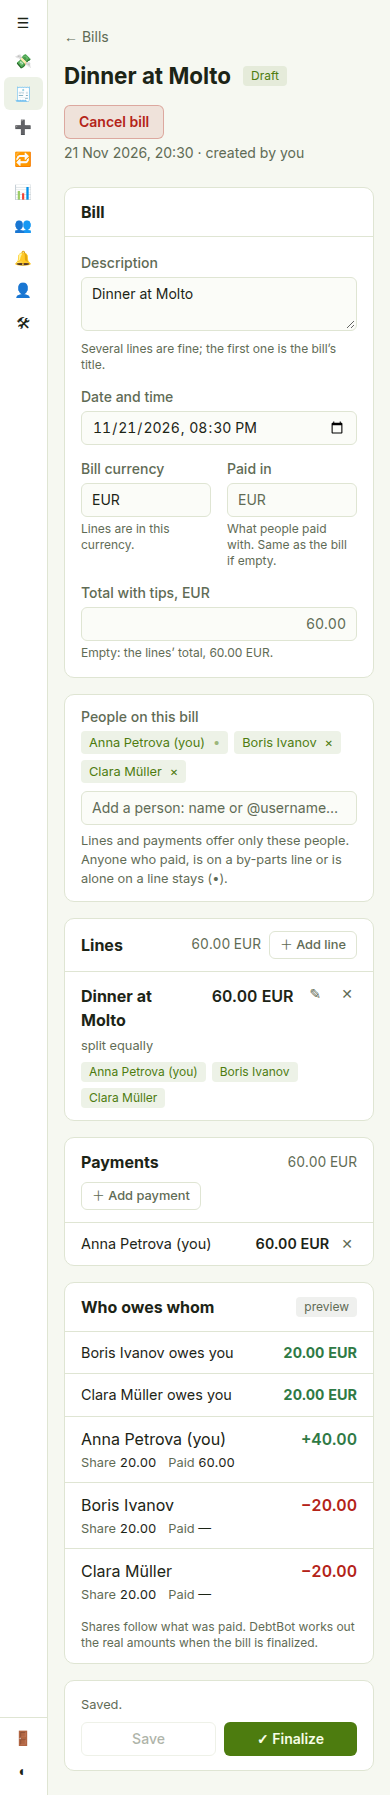 ← Bills
Dinner at Molto Draft
Cancel bill
21 Nov 2026, 20:30 · created by you
Bill
Description
Dinner at Molto
Several lines are fine; the first one is the bill's
title.
Date and time
11/21/2026, 08:30 PM
Bill currency Paid in
EUR EUR
Lines are in this What people paid
currency. with. Same as the bill
if empty.
Total with tips, EUR
60.00
Empty: the lines' total, 60.00 EUR.
People on this bill
Anna Petrova (you) • Boris Ivanov ×
Clara Müller ×
Add a person: name or @username...
Lines and payments offer only these people.
Anyone who paid, is on a by-parts line or is
alone on a line stays (•).
Lines 60.00 EUR + Add line
Dinner at 60.00 EUR ✎ ✕
Molto
split equally
Anna Petrova (you) Boris Ivanov
Clara Müller
Payments 60.00 EUR
+ Add payment
Anna Petrova (you) 60.00 EUR ✕
Who owes whom preview
Boris Ivanov owes you 20.00 EUR
Clara Müller owes you 20.00 EUR
Anna Petrova (you) +40.00
Share 20.00 Paid 60.00
Boris Ivanov −20.00
Share 20.00 Paid —
Clara Müller −20.00
Share 20.00 Paid —
Shares follow what was paid. DebtBot works out
the real amounts when the bill is finalized.
Saved.
Save ✓ Finalize